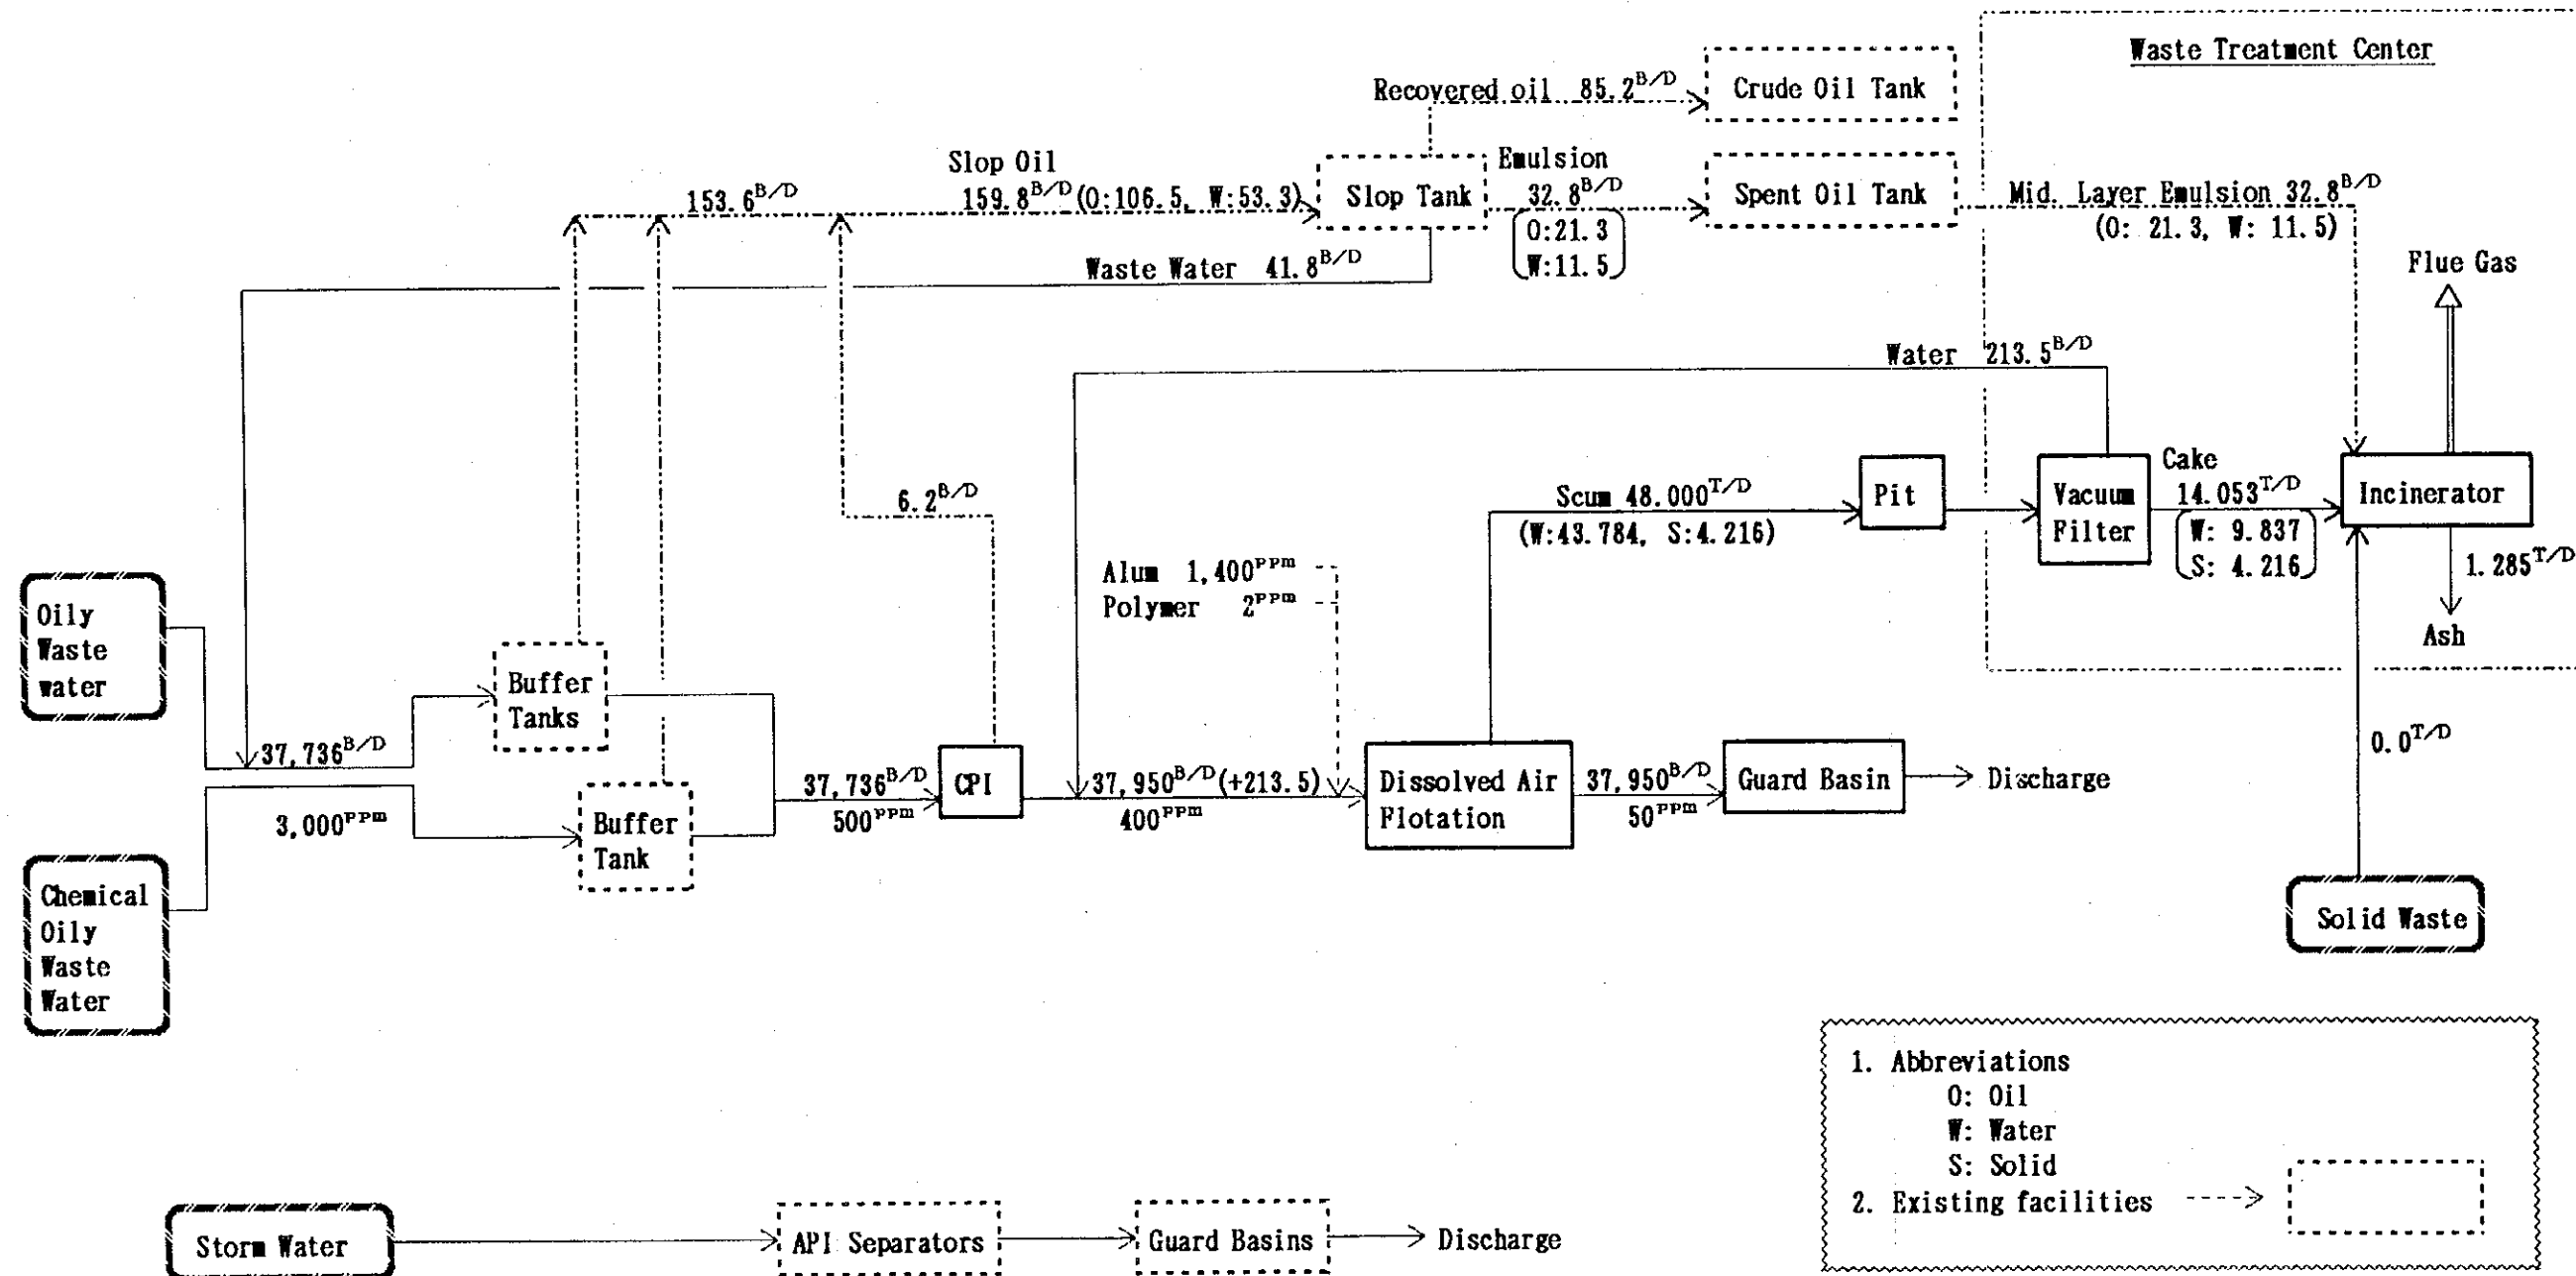 Waste Treatment Center
Recovered oil 85.2B/D
Crude Oil Tank
Slop Oil
153.6B/D
159.8B/D (O:106.5, W:53.3)
Slop Tank
Emulsion
32.8B/D
O:21.3
W:11.5
Spent Oil Tank
Mid. Layer Emulsion 32.8B/D
(O: 21.3, W: 11.5)
Waste Water 41.8B/D
Flue Gas
Water 213.5B/D
6.2B/D
Scum 48.000T/D
(W:43.784, S:4.216)
Pit
Vacuum
Filter
Cake
14.053T/D
W: 9.837
S: 4.216
Incinerator
1.285T/D
Ash
Alum 1,400ppm
Polymer 2ppm
Oily
Waste
water
Buffer
Tanks
37,736B/D
3,000ppm
Buffer
Tank
37,736B/D
500ppm
CPI
37,950B/D (+213.5)
400ppm
Dissolved Air
Flotation
37,950B/D
50ppm
Guard Basin
Discharge
0.0T/D
Chemical
Oily
Waste
Water
Solid Waste
1. Abbreviations
O: Oil
W: Water
S: Solid
2. Existing facilities
Storm Water
API Separators
Guard Basins
Discharge